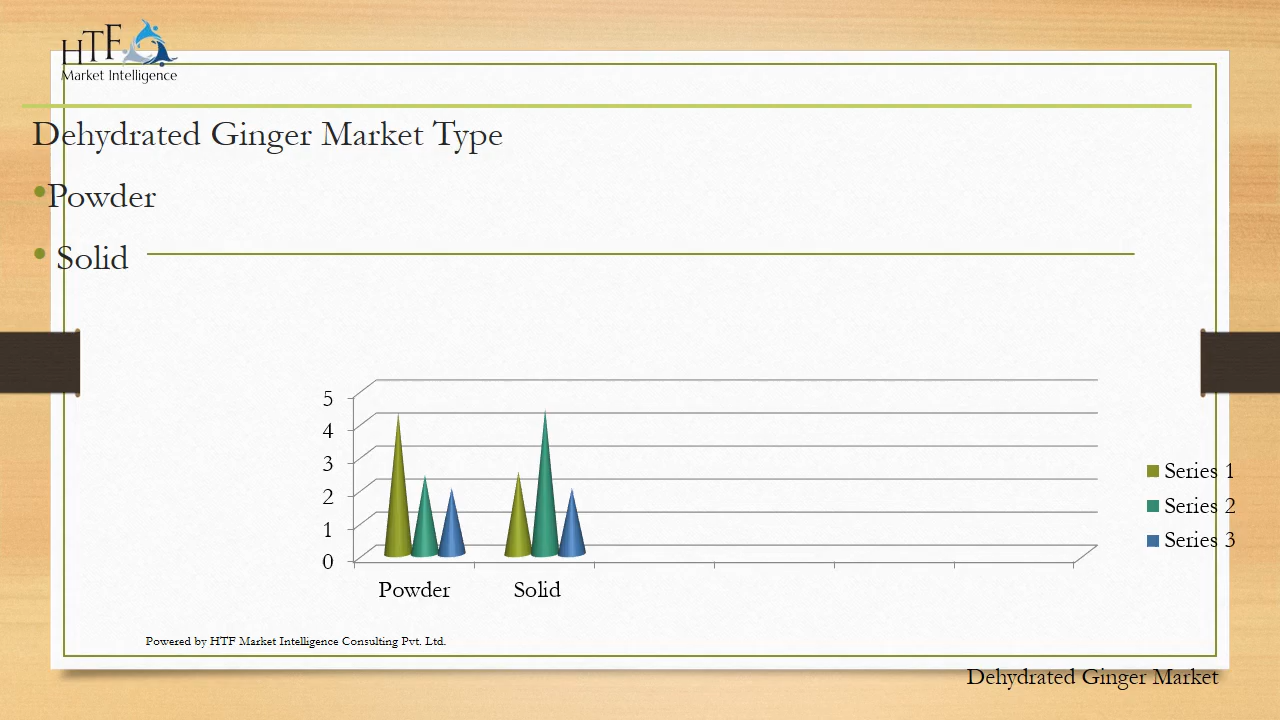 HTF
Market Intelligence
Dehydrated Ginger Market Type
•Powder
• Solid
5
4
3
2
1
0
Powder Solid
Series 1
Series 2
Series 3
Powered by HTF Market Intelligence Consulting Pvt. Ltd.
Dehydrated Ginger Market